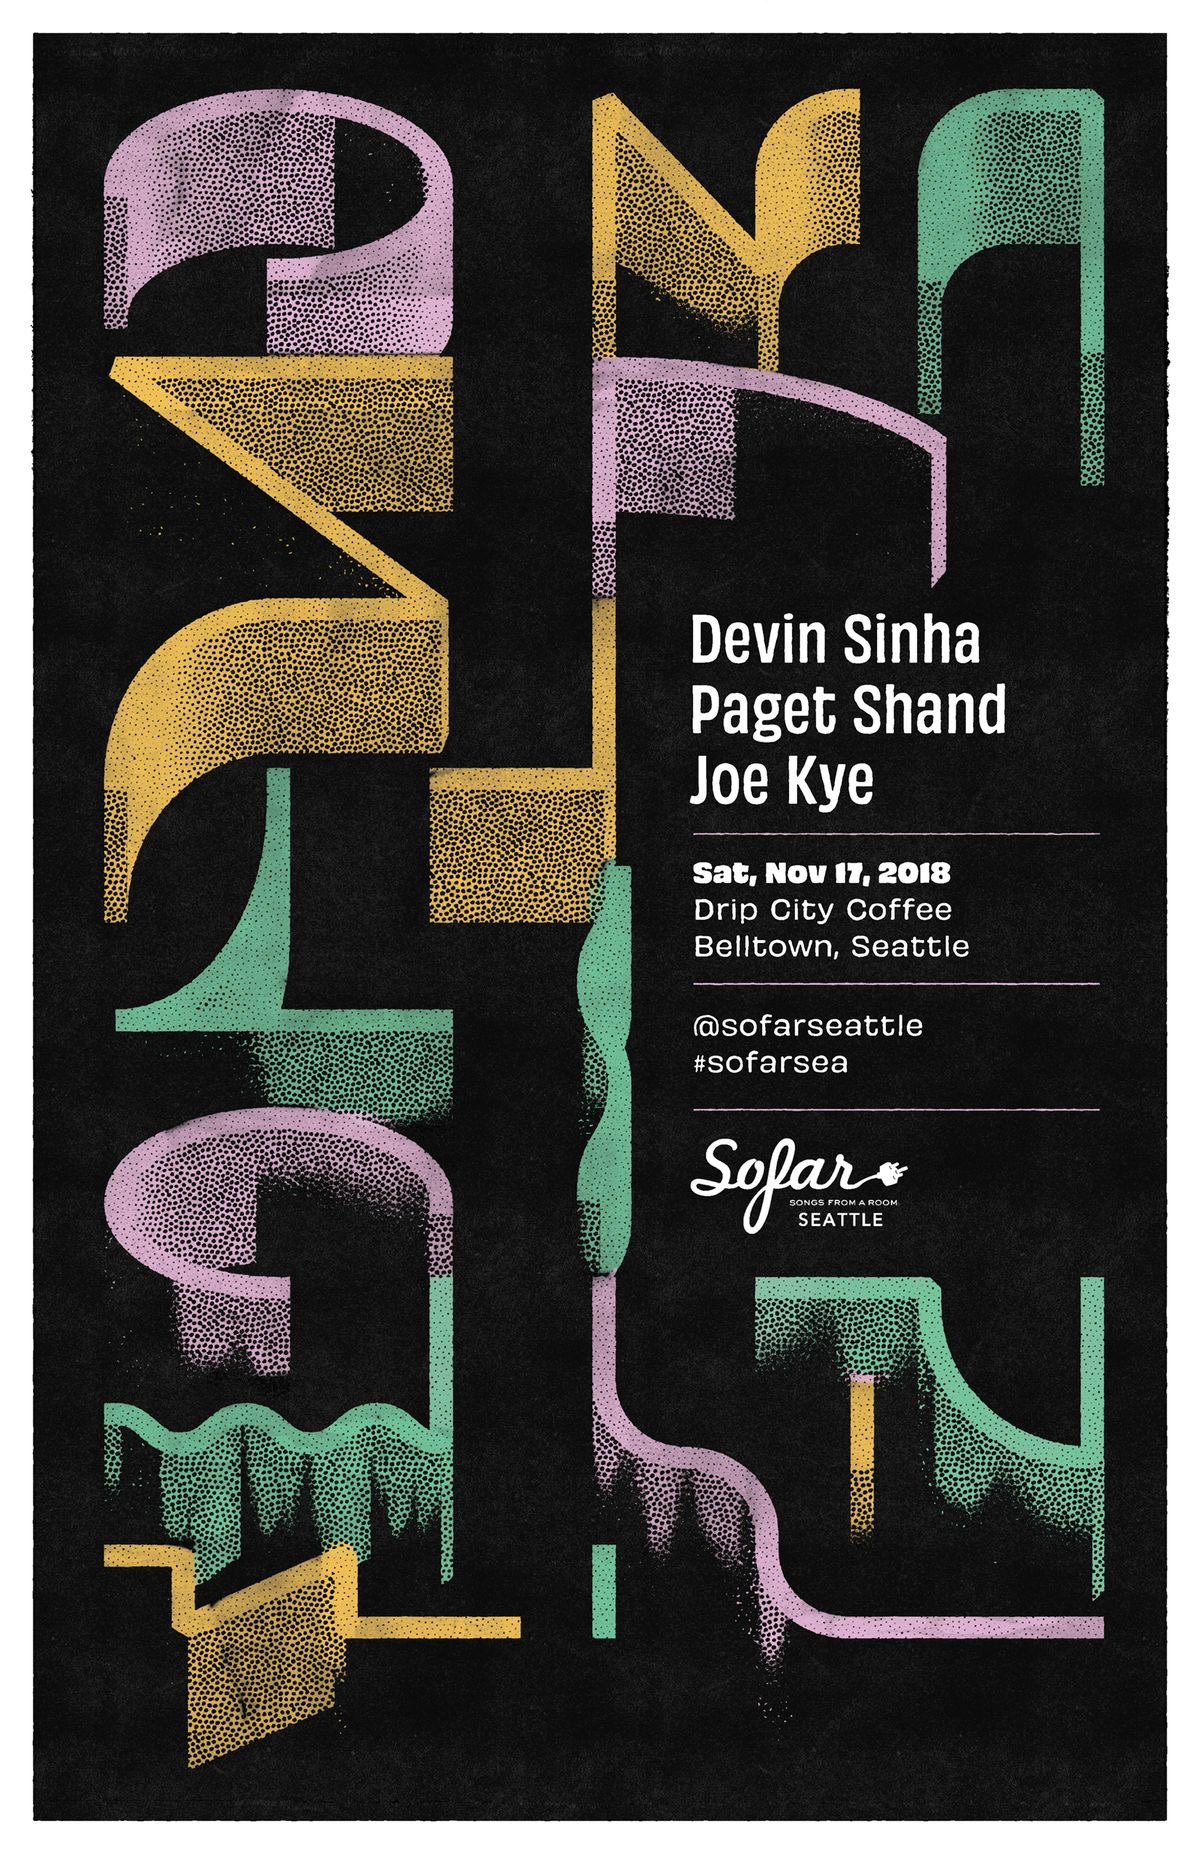 Devin Sinha
Paget Shand
Joe Kye
Sat, Nov 17, 2018
Drip City Coffee
Belltown, Seattle
@sofarseattle
#sofarsea
Sofar
SONGS FROM A ROOM
SEATTLE